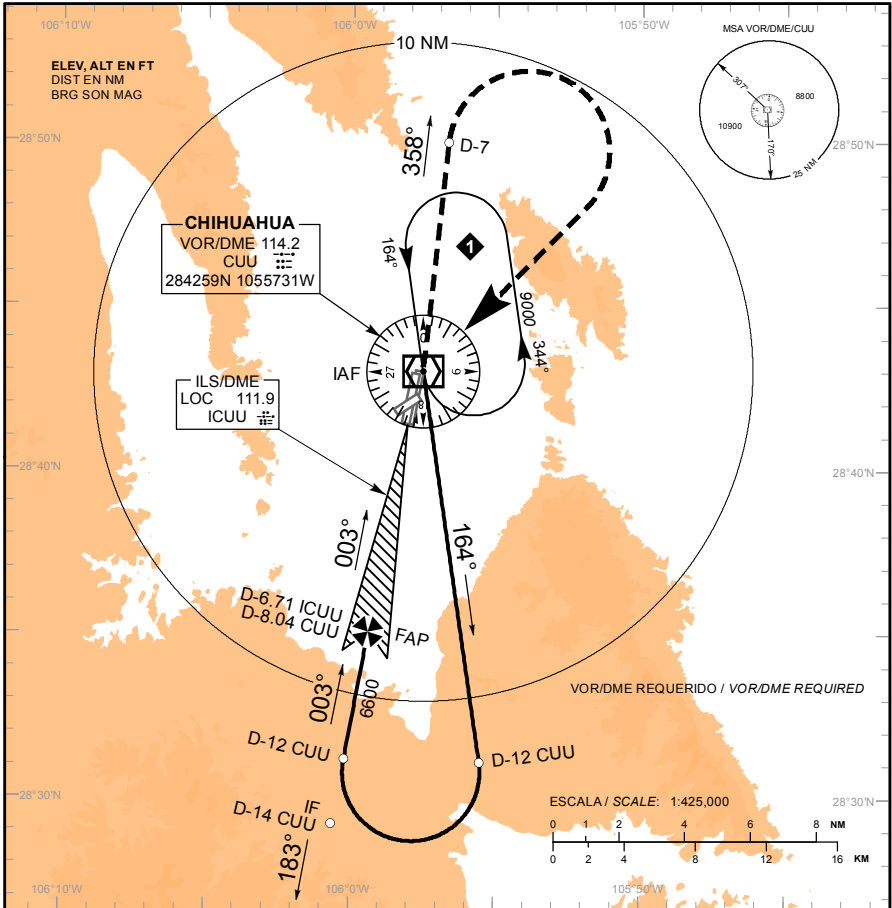 106°10'W
106°00'W
105°50'W
ELEV, ALT EN FT
DIST EN NM
BRG SON MAG
10 NM
MSA VOR/DME/CUU
307°
8800
10900
170°
25 NM
28°50'N
28°50'N
358°
D-7
CHIHUAHUA
VOR/DME 114.2
CUU
284259N 1055731W
164°
1
9000
344°
IAF
0
27
9
8
ILS/DME
LOC 111.9
ICUU
28°40'N
28°40'N
003°
164°
D-6.71 ICUU
D-8.04 CUU
FAP
003°
6600
VOR/DME REQUERIDO / VOR/DME REQUIRED
D-12 CUU
D-12 CUU
28°30'N
28°30'N
IF
D-14 CUU
183°
ESCALA / SCALE: 1:425,000
0 1 2 4 6 8 NM
0 2 4 8 12 16 KM
106°10'W
106°00'W
105°50'W